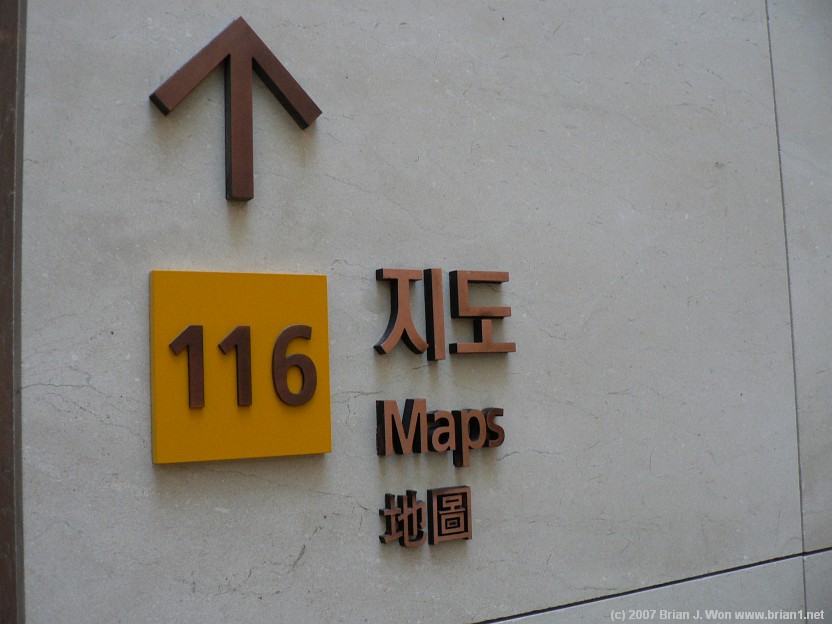 116
지도
Maps
地圖
(c) 2007 Brian J. Won www.brian1.net